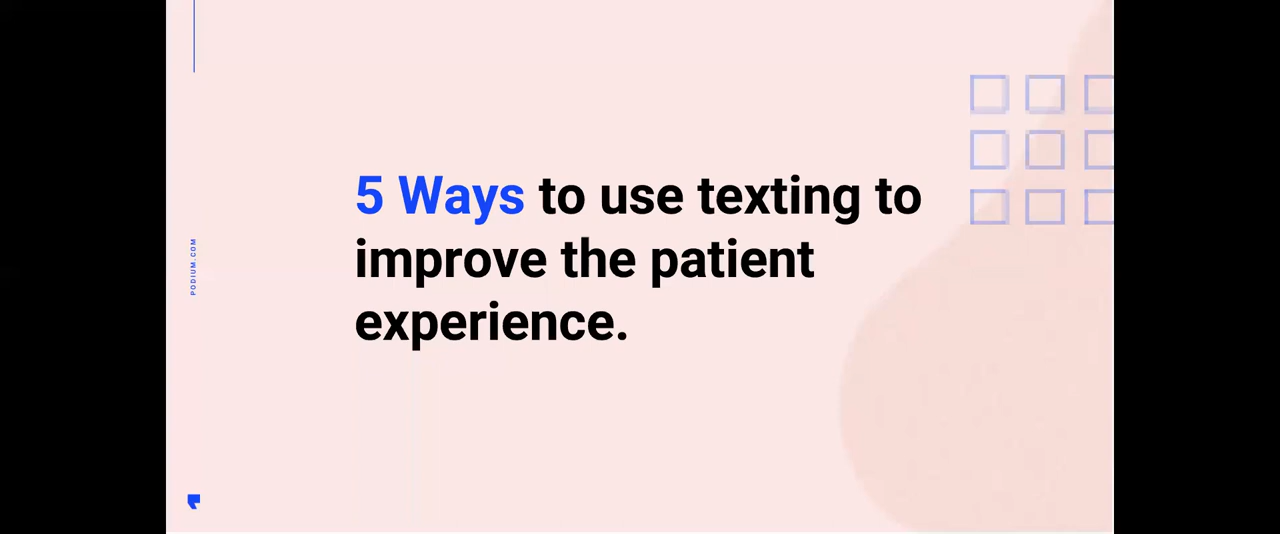 5 Ways to use texting to
improve the patient
experience.
PODIUM.COM